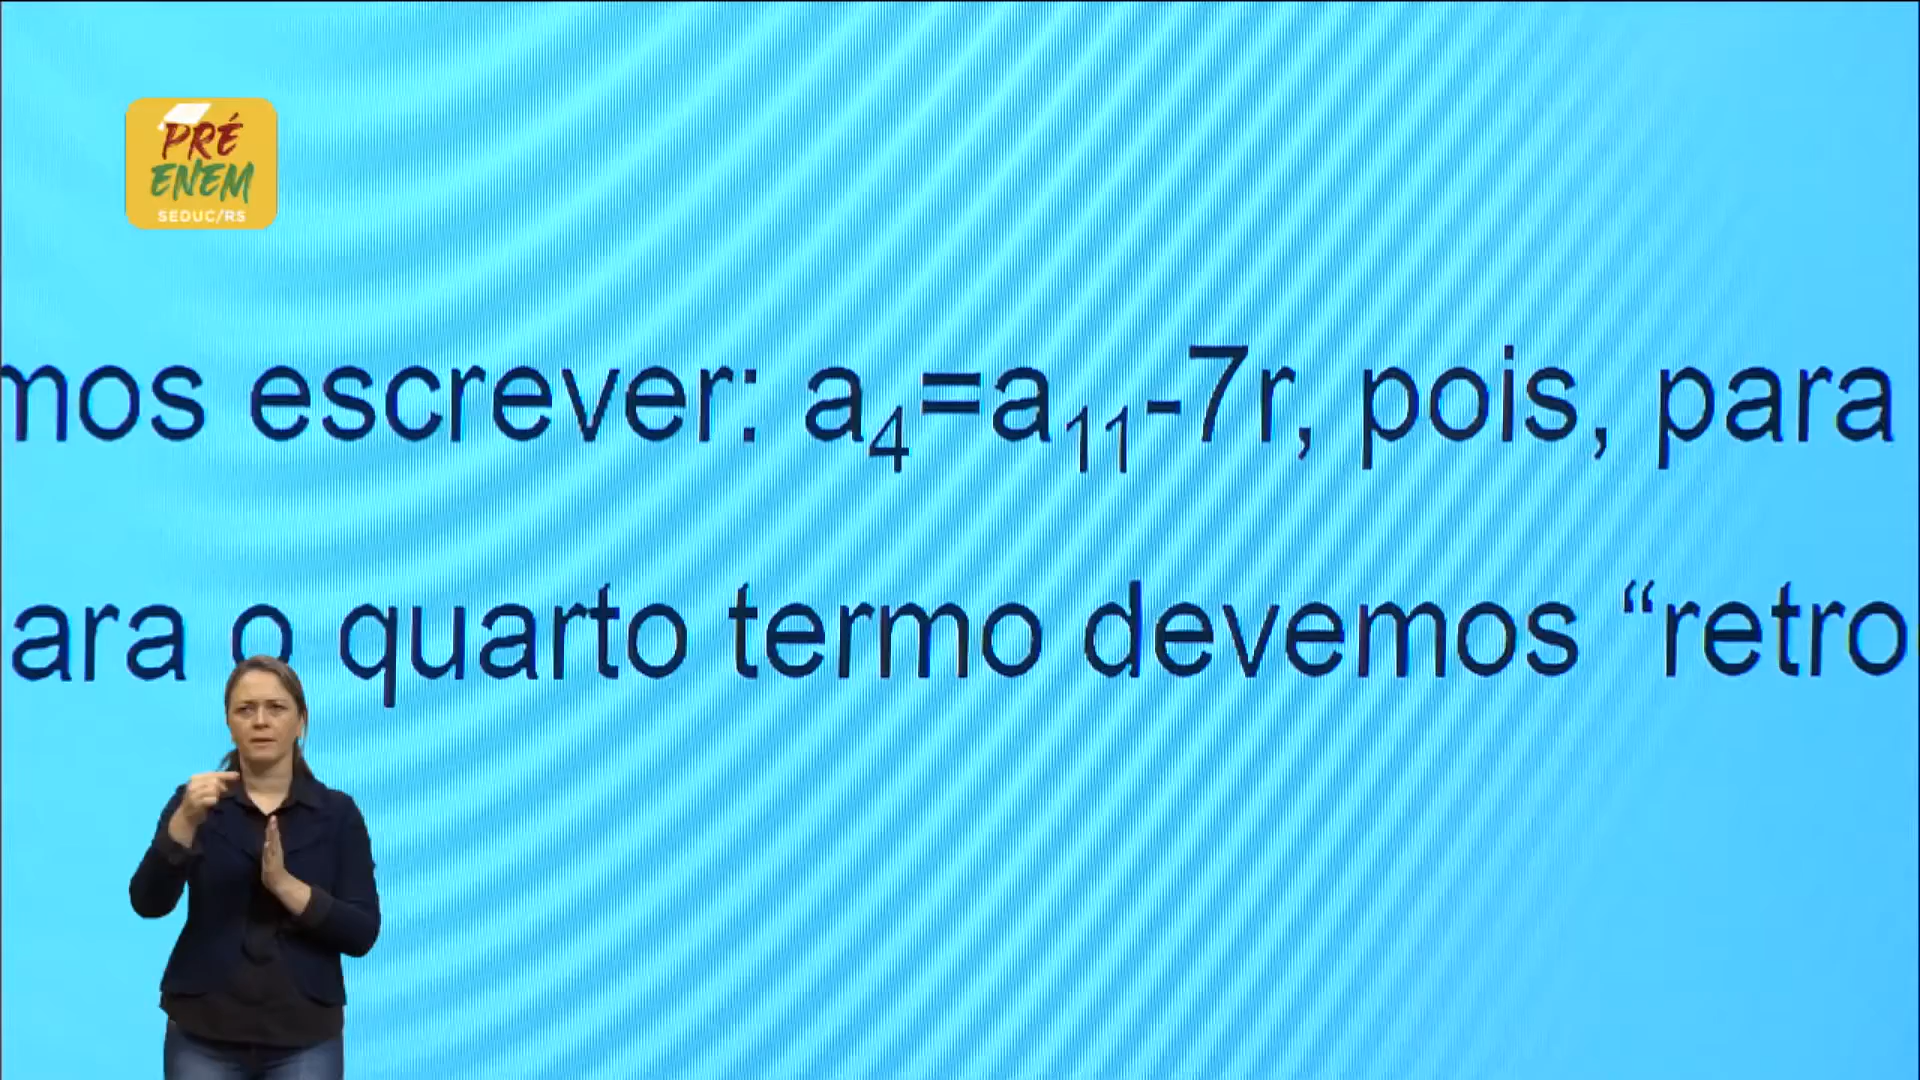 PRÉ
ENEM
SEDUC/RS
mos escrever: a₄=a₁₁-7r, pois, para
ara o quarto termo devemos “retro